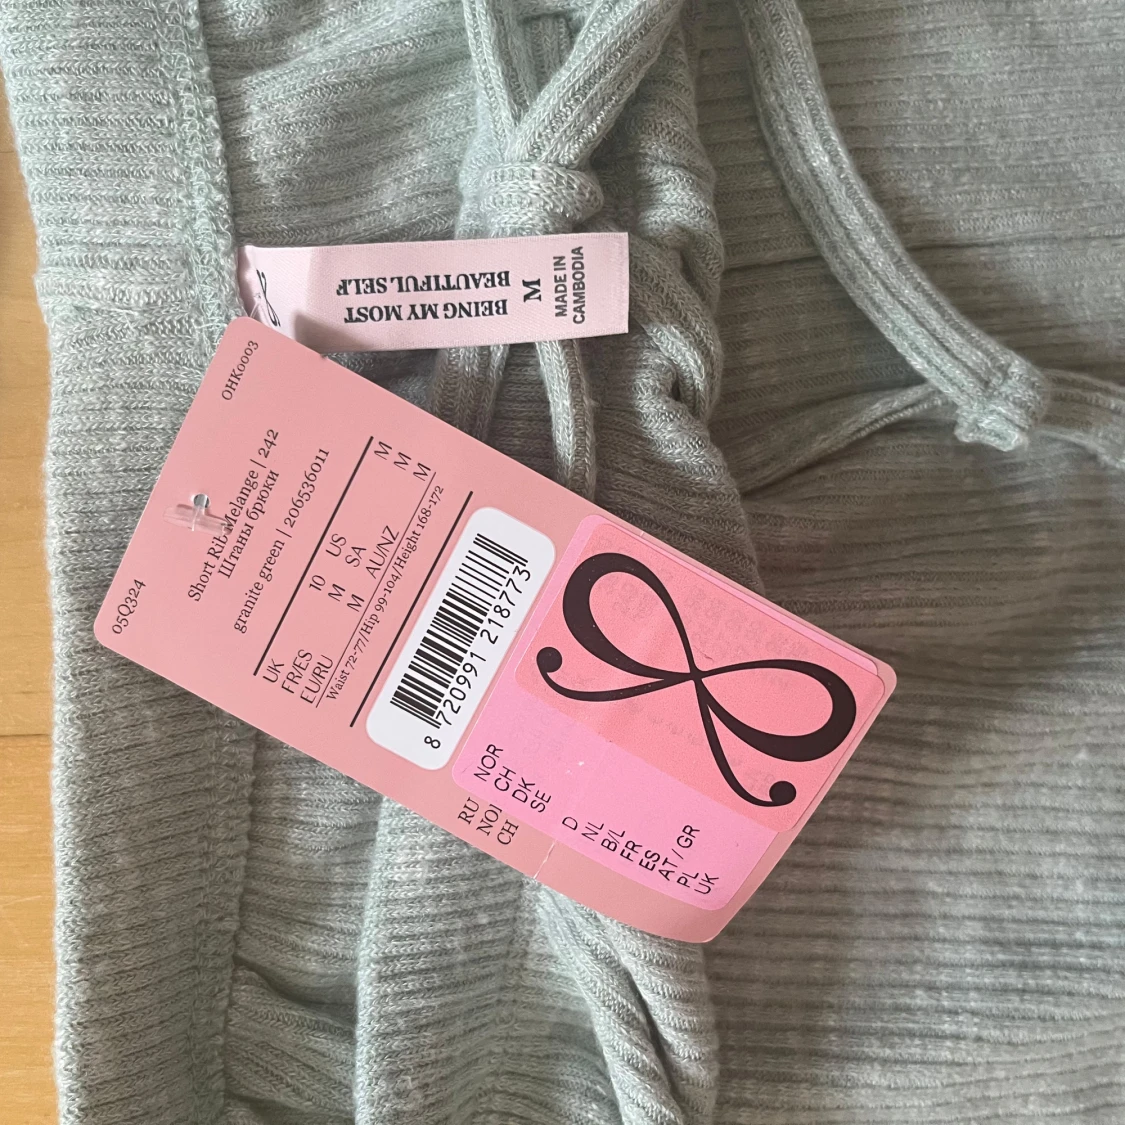 BEING MY MOST
BEAUTIFUL SELF
M
MADE IN
CAMBODIA
05Q324
OHK0003
Short Rib Melange | 242
Штаны брюки
granite green | 206536011
UK 10 US M
FR/ES M SA M
EU/RU M AU/NZ M
Waist 72-77/Hip 99-104/Height 168-172
8 720991 218773
RU
NOI
CH
NOR
CH
DK
SE
D
NL
B/L
FR
ES
AT / GR
PL
UK